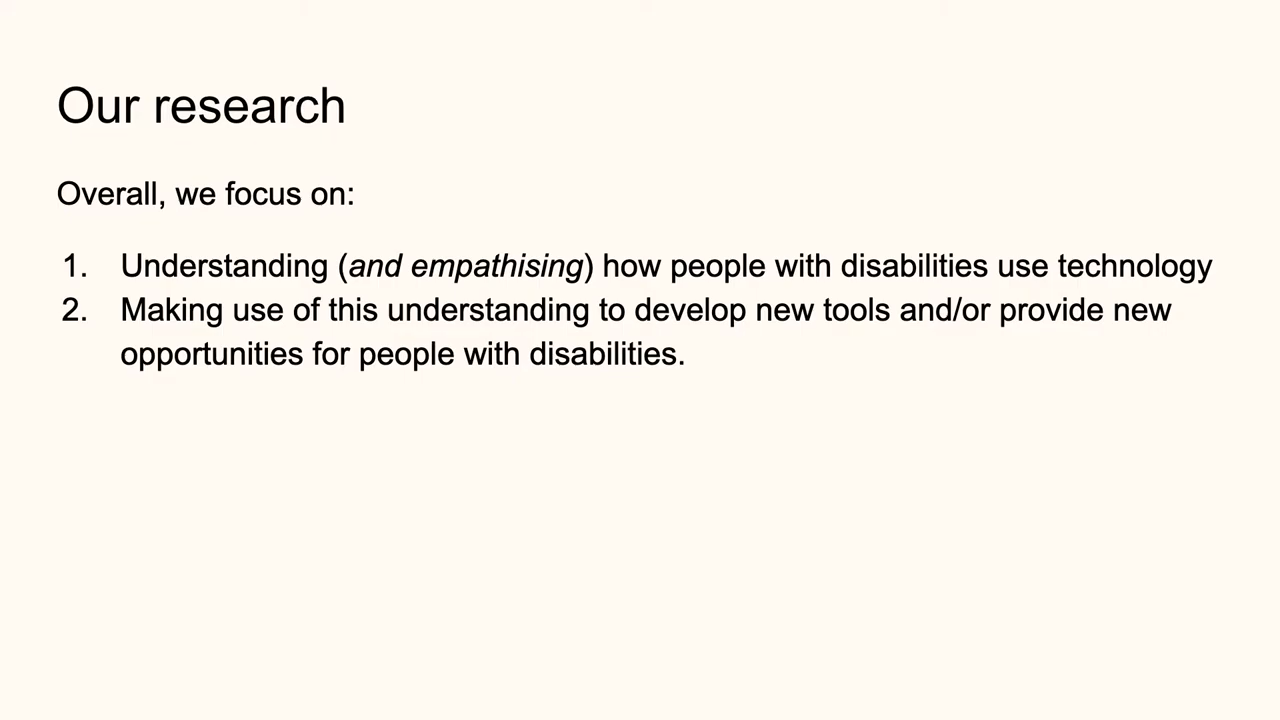 Our research
Overall, we focus on:
1. Understanding (and empathising) how people with disabilities use technology
2. Making use of this understanding to develop new tools and/or provide new
opportunities for people with disabilities.